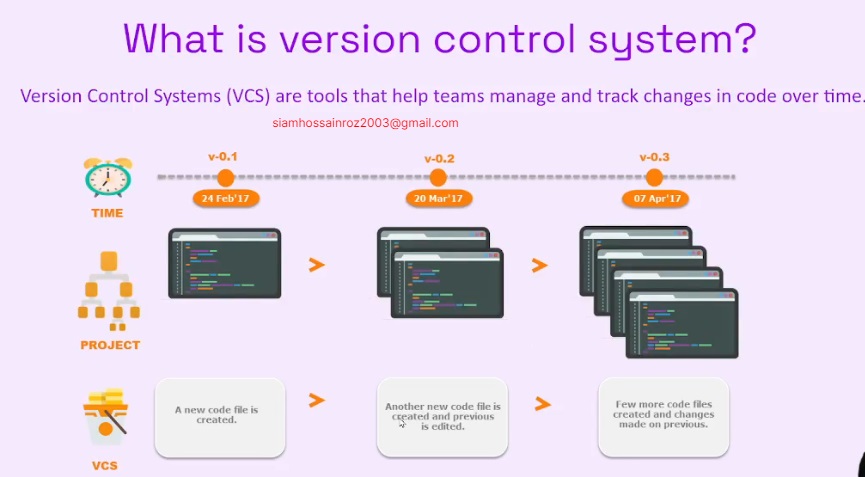 What is version control system?
Version Control Systems (VCS) are tools that help teams manage and track changes in code over time.
siamhossainroz2003@gmail.com
v-0.1
v-0.2
v-0.3
24 Feb'17
20 Mar'17
07 Apr'17
TIME
PROJECT
A new code file is
created.
Another new code file is
created and previous
is edited.
Few more code files
created and changes
made on previous.
VCS